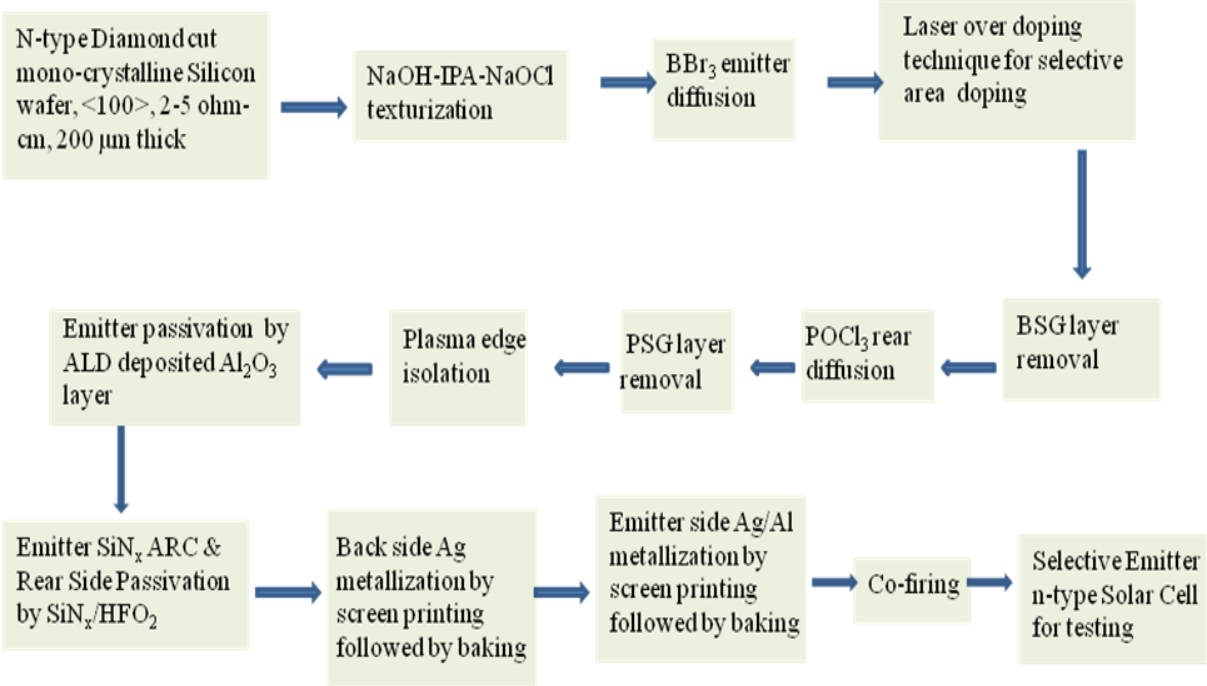 N-type Diamond cut
mono-crystalline Silicon
wafer, <100>, 2-5 ohm-
cm, 200 μm thick
NaOH-IPA-NaOCl
texturization
BBr₃ emitter
diffusion
Laser over doping
technique for selective
area doping
BSG layer
removal
POCl₃ rear
diffusion
PSG layer
removal
Plasma edge
isolation
Emitter passivation by
ALD deposited Al₂O₃
layer
Emitter SiNₓ ARC &
Rear Side Passivation
by SiNₓ/HFO₂
Back side Ag
metallization by
screen printing
followed by baking
Emitter side Ag/Al
metallization by
screen printing
followed by baking
Co-firing
Selective Emitter
n-type Solar Cell
for testing